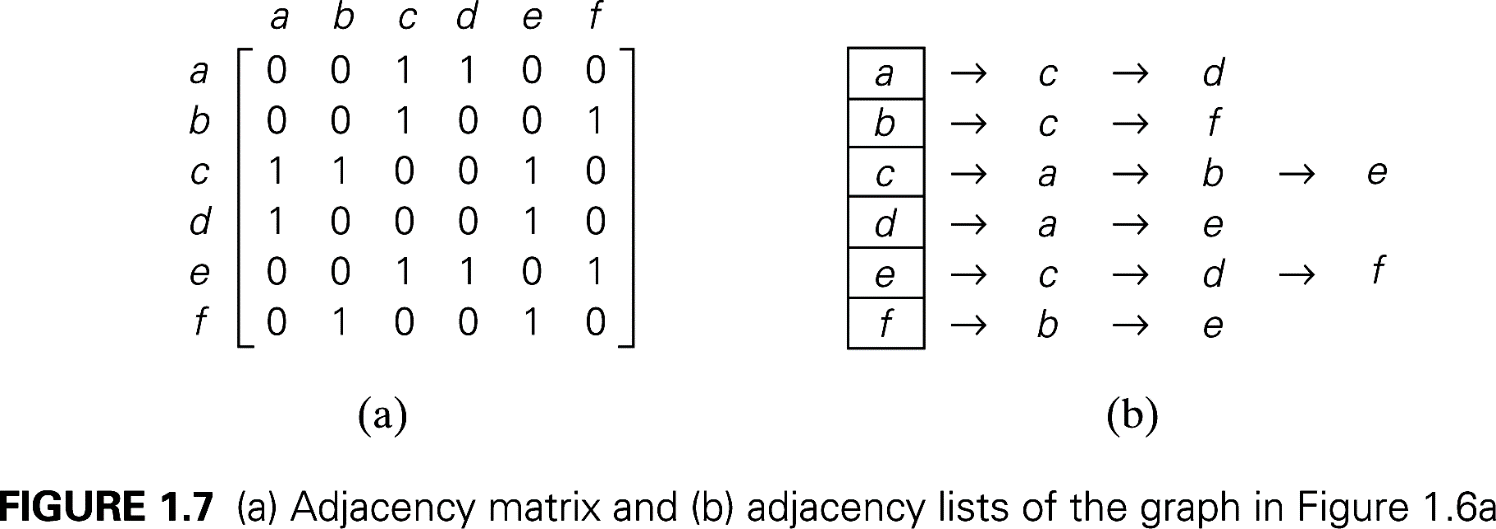 a b c d e f
a 0 0 1 1 0 0
b 0 0 1 0 0 1
c 1 1 0 0 1 0
d 1 0 0 0 1 0
e 0 0 1 1 0 1
f 0 1 0 0 1 0
(a)
a → c → d
b → c → f
c → a → b → e
d → a → e
e → c → d → f
f → b → e
(b)
FIGURE 1.7 (a) Adjacency matrix and (b) adjacency lists of the graph in Figure 1.6a